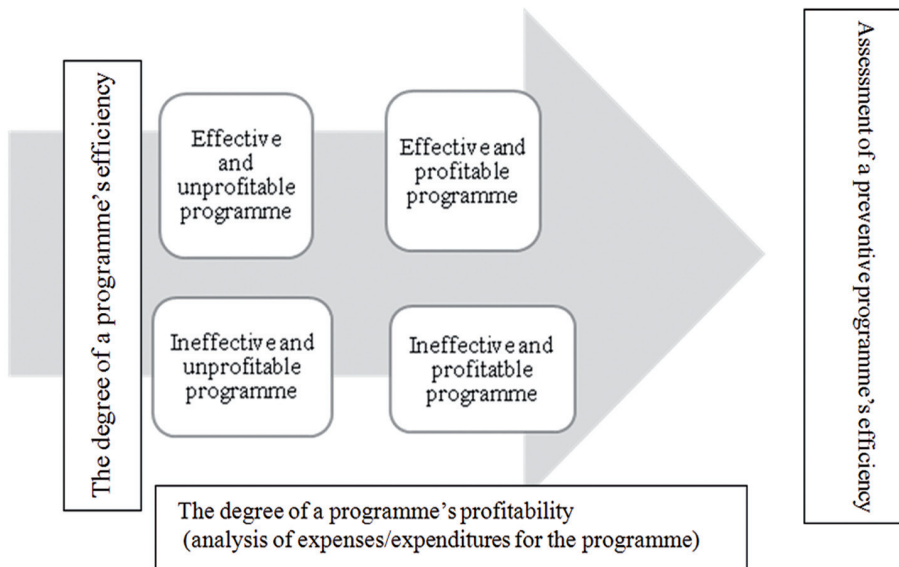 The degree of a programme's efficiency
Effective
and
unprofitable
programme
Effective and
profitable
programme
Ineffective and
unprofitable
programme
Ineffective and
profitatble
programme
The degree of a programme's profitability
(analysis of expenses/expenditures for the programme)
Assessment of a preventive programme's efficiency